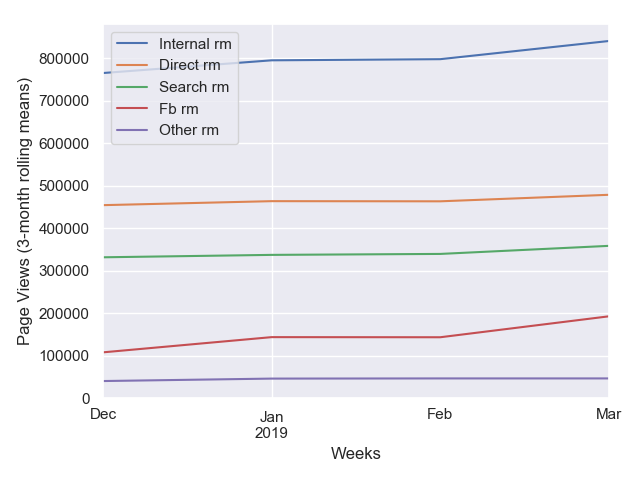 Internal rm
Direct rm
Search rm
Fb rm
Other rm
Page Views (3-month rolling means)
800000
700000
600000
500000
400000
300000
200000
100000
0
Dec
Jan
2019
Feb
Mar
Weeks